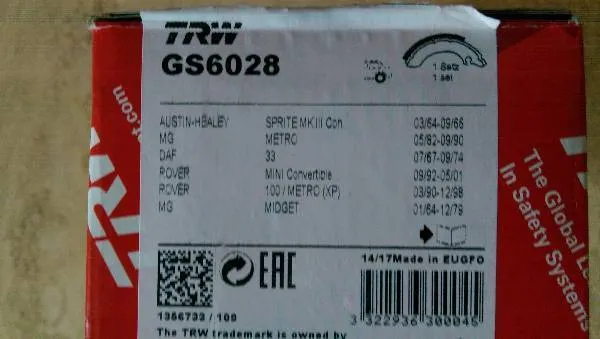 TRW
GS6028
1 Satz
1 set
AUSTIN-HEALEY SPRITE MK III Con. 03/64-09/66
MG METRO 05/82-09/90
DAF 33 07/67-09/74
ROVER MINI Convertible 09/92-05/01
ROVER 100 / METRO (XP) 03/90-12/98
MG MIDGET 01/64-12/79
EAC
14/17 Made in EU GFO
1356733 / 109
3 322936 300045
The TRW trademark is owned by
The Global
In Safety Systems
TRW
.com